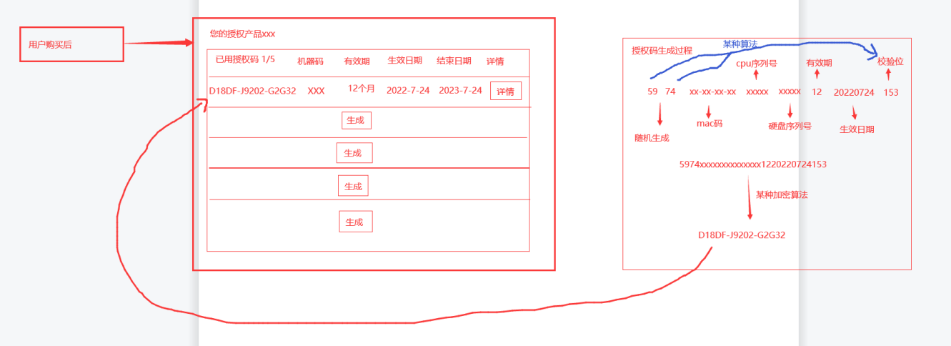 用户购买后
您的授权产品xxx
已用授权码 1/5 机器码 有效期 生效日期 结束日期 详情
D18DF-J9202-G2G32 XXX 12个月 2022-7-24 2023-7-24 详情
生成
生成
生成
生成
授权码生成过程
某种算法
cpu序列号 有效期 校验位
59 74 xx-xx-xx-xx xxxxx xxxxx 12 20220724 153
随机生成 mac码 硬盘序列号 生效日期
5974xxxxxxxxxxxxxx1220220724153
某种加密算法
D18DF-J9202-G2G32